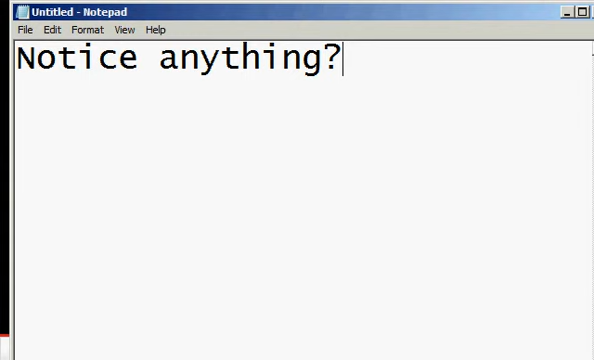 Untitled - Notepad
File Edit Format View Help
Notice anything?